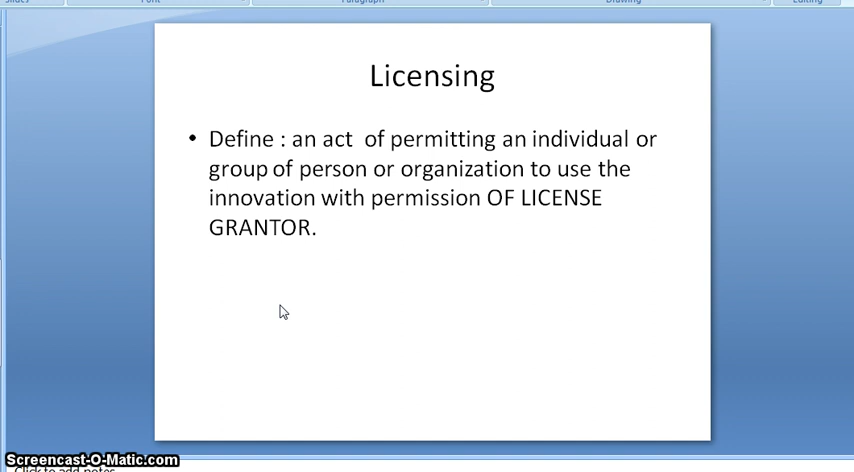 Slides Font Paragraph Drawing Editing
Licensing
• Define : an act of permitting an individual or
group of person or organization to use the
innovation with permission OF LICENSE
GRANTOR.
Screencast-O-Matic.com
Click to add notes